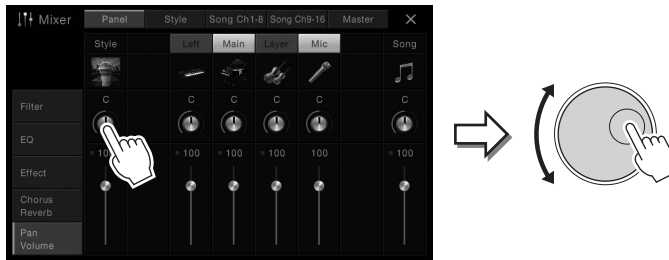 Mixer
Panel Style Song Ch1-8 Song Ch9-16 Master
Style Left Main Layer Mic Song
Filter
EQ
Effect
Chorus
Reverb
Pan
Volume
C C C C C C
100 100 100 100 100